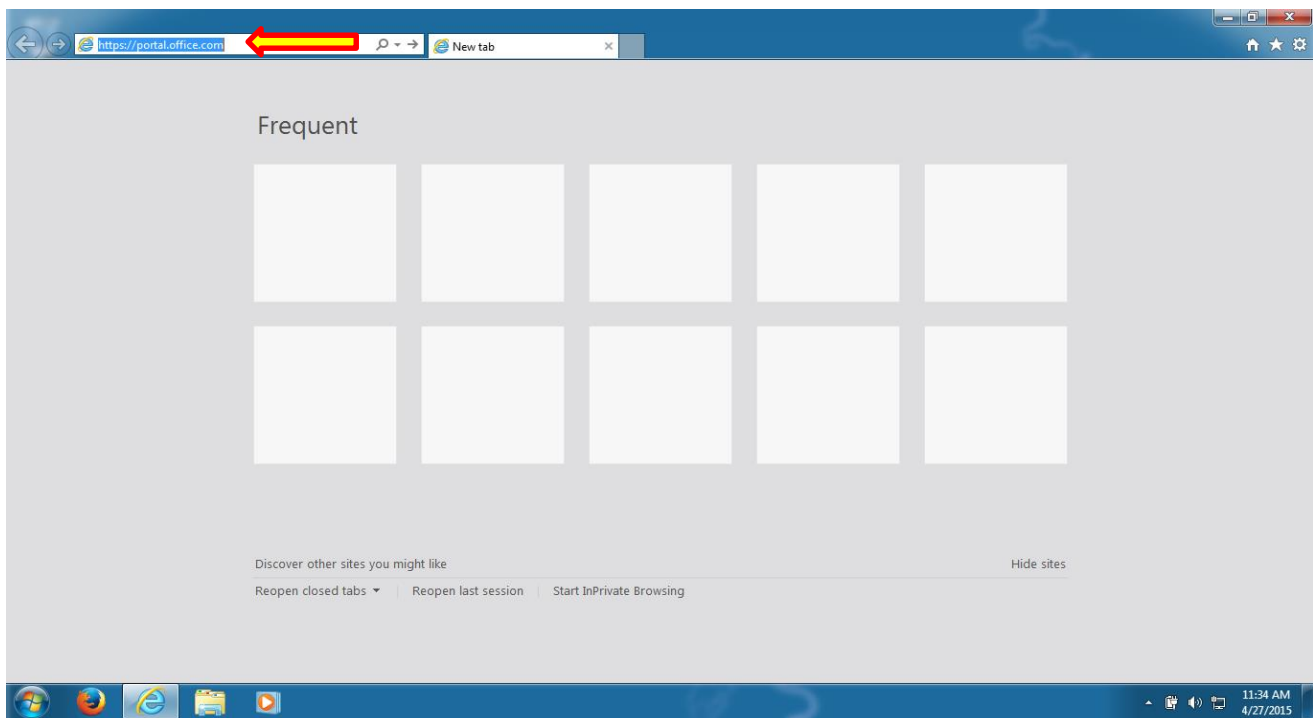 https://portal.office.com
New tab
Frequent
Discover other sites you might like
Hide sites
Reopen closed tabs
Reopen last session
Start InPrivate Browsing
11:34 AM
4/27/2015